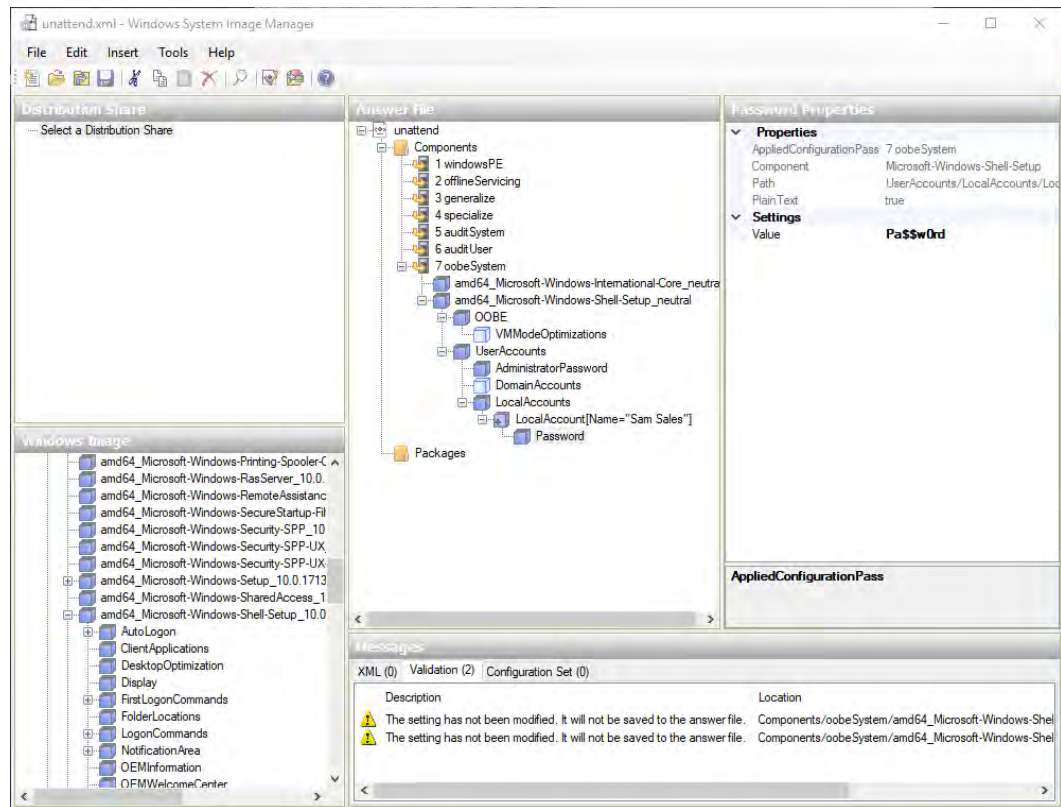 unattend.xml - Windows System Image Manager
File Edit Insert Tools Help
Distribution Share
Select a Distribution Share
Answer File
unattend
Components
1 windowsPE
2 offlineServicing
3 generalize
4 specialize
5 auditSystem
6 auditUser
7 oobeSystem
amd64_Microsoft-Windows-International-Core_neutra
amd64_Microsoft-Windows-Shell-Setup_neutral
OOBE
VMModeOptimizations
UserAccounts
AdministratorPassword
DomainAccounts
LocalAccounts
LocalAccount[Name="Sam Sales"]
Password
Packages
Password Properties
Properties
AppliedConfigurationPass 7 oobeSystem
Component Microsoft-Windows-Shell-Setup
Path UserAccounts/LocalAccounts/Loc
PlainText true
Settings
Value Pa$$w0rd
AppliedConfigurationPass
Windows Image
amd64_Microsoft-Windows-Printing-Spooler-C
amd64_Microsoft-Windows-RasServer_10.0.
amd64_Microsoft-Windows-RemoteAssistanc
amd64_Microsoft-Windows-SecureStartup-Fil
amd64_Microsoft-Windows-Security-SPP_10
amd64_Microsoft-Windows-Security-SPP-UX
amd64_Microsoft-Windows-Security-SPP-UX
amd64_Microsoft-Windows-Setup_10.0.1713
amd64_Microsoft-Windows-SharedAccess_1
amd64_Microsoft-Windows-Shell-Setup_10.0
AutoLogon
ClientApplications
DesktopOptimization
Display
FirstLogonCommands
FolderLocations
LogonCommands
NotificationArea
OEMInformation
OEMWelcomeCenter
Messages
XML (0) Validation (2) Configuration Set (0)
Description Location
The setting has not been modified. It will not be saved to the answer file. Components/oobeSystem/amd64_Microsoft-Windows-Shel
The setting has not been modified. It will not be saved to the answer file. Components/oobeSystem/amd64_Microsoft-Windows-Shel